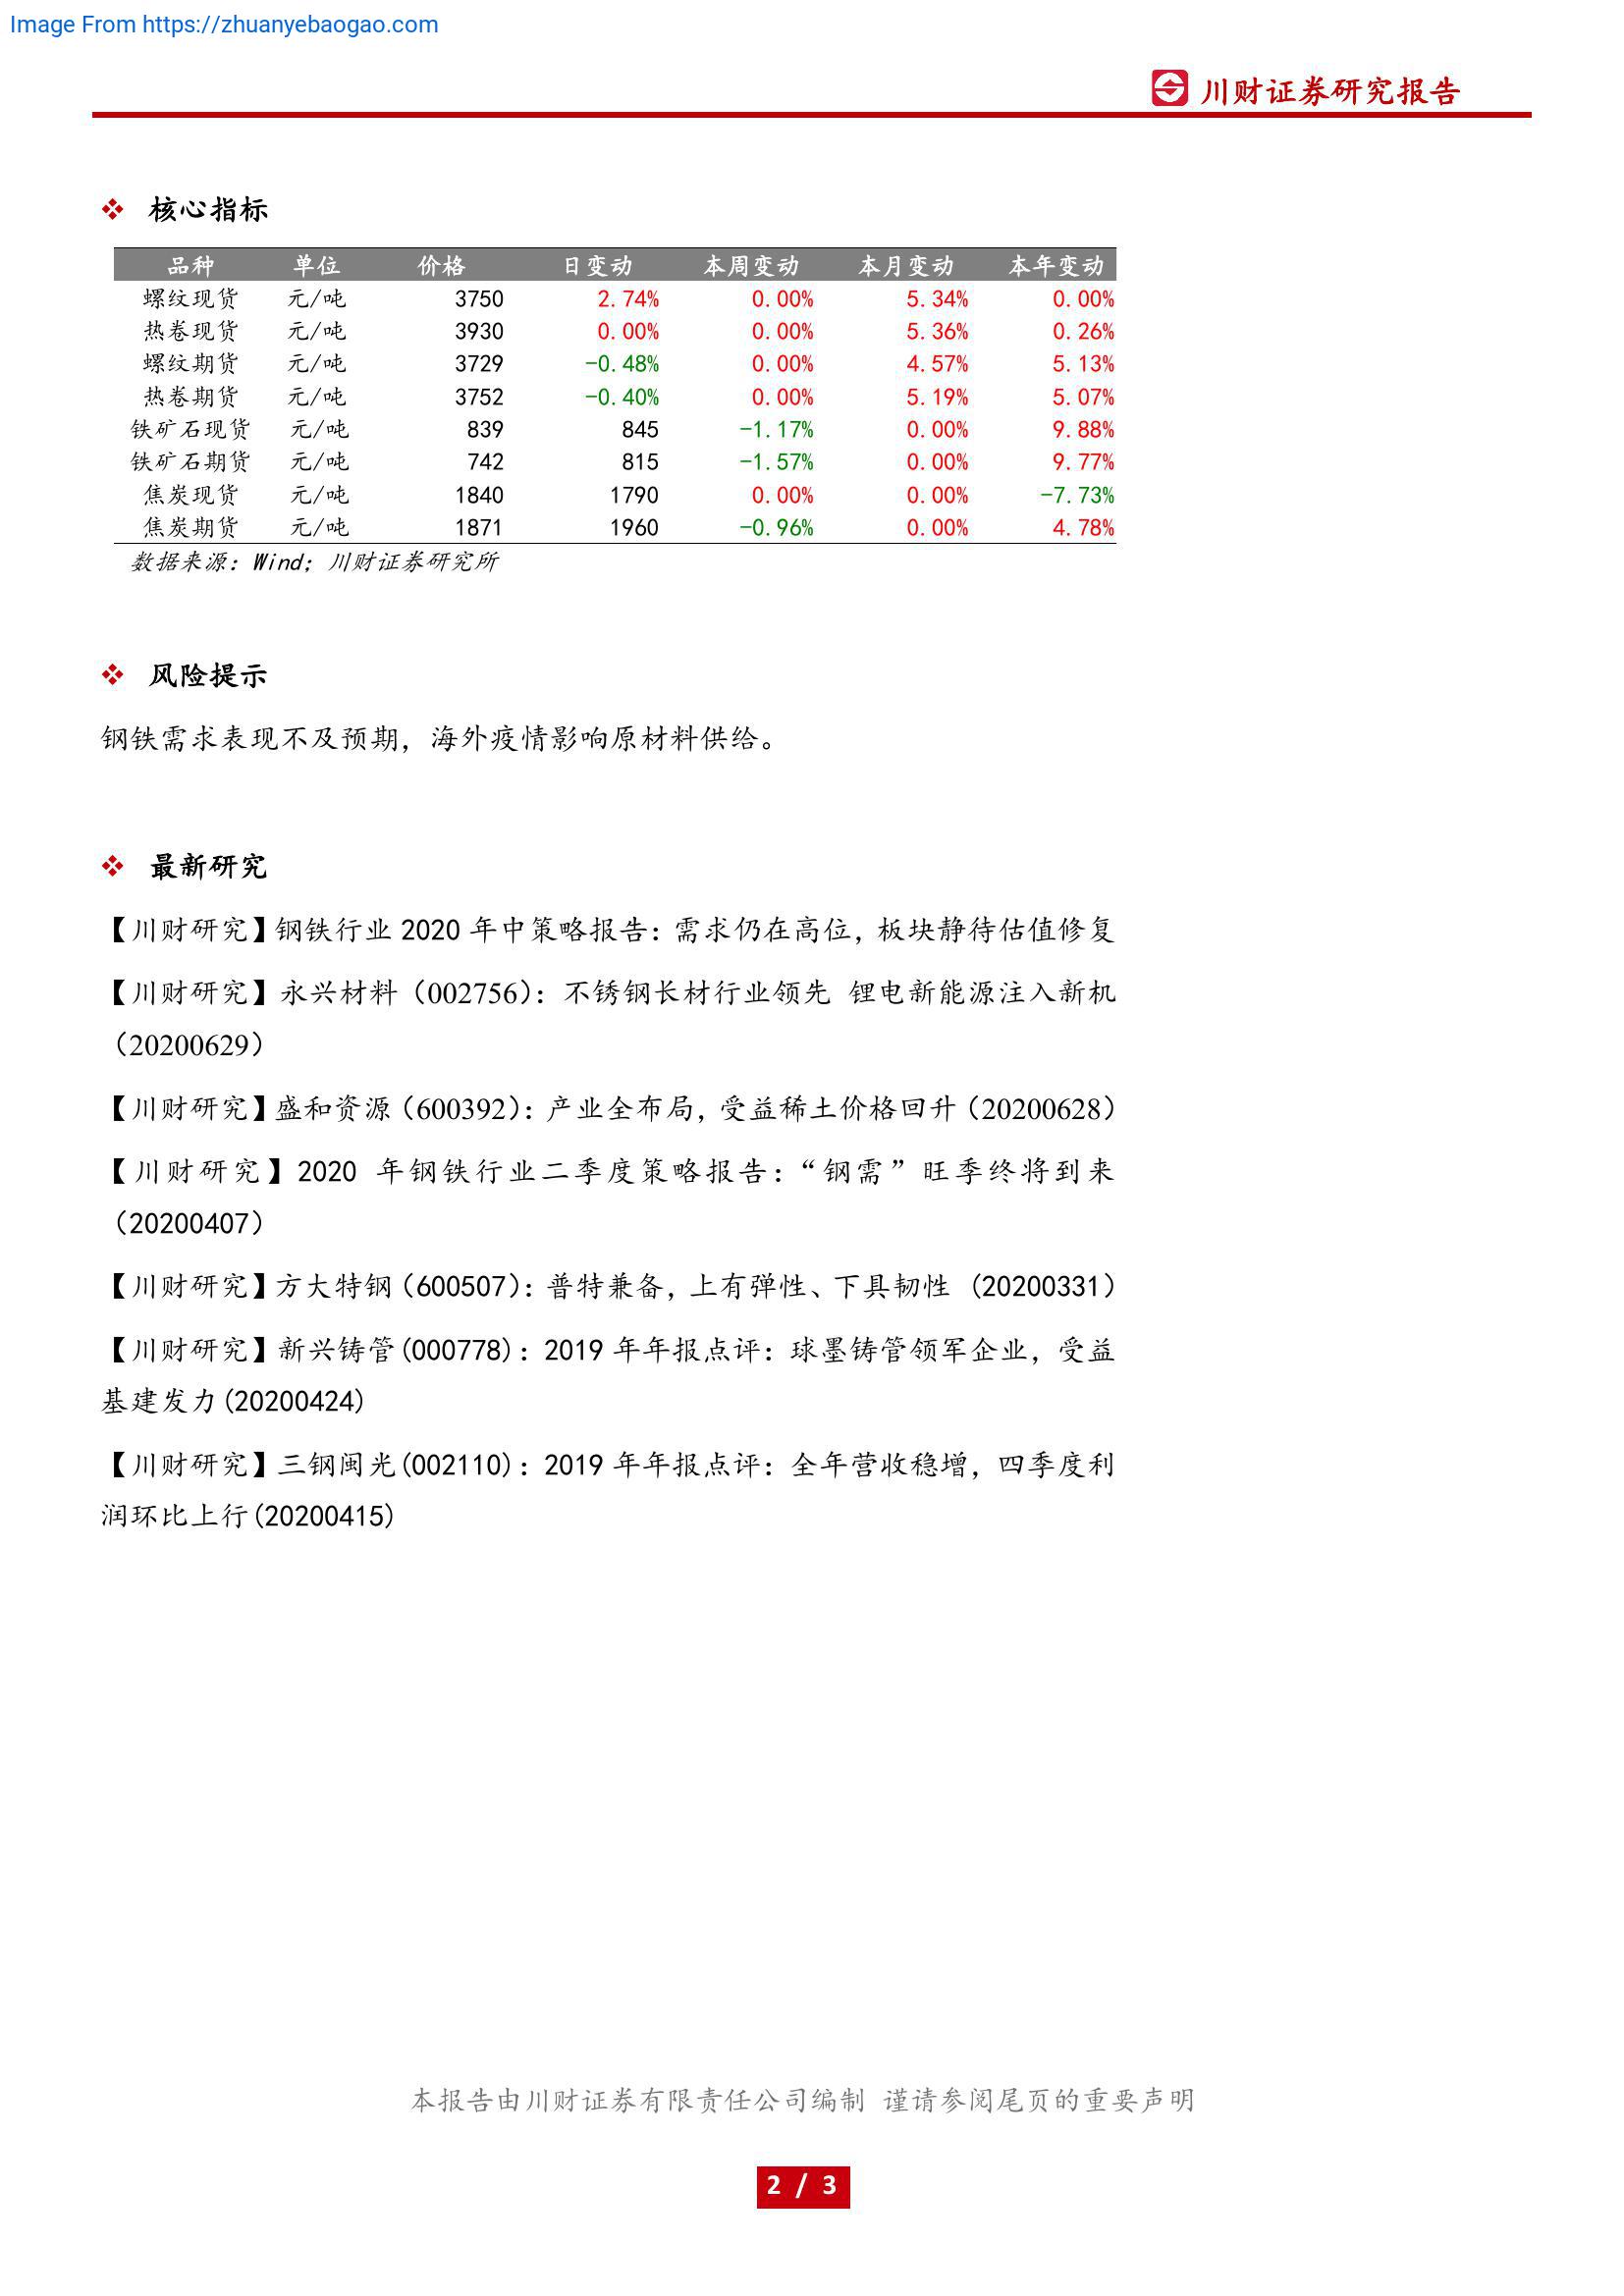 Image From https://zhuanyebaogao.com
川财证券研究报告
核心指标
品种 单位 价格 日变动 本周变动 本月变动 本年变动
螺纹现货 元/吨 3750 2.74% 0.00% 5.34% 0.00%
热卷现货 元/吨 3930 0.00% 0.00% 5.36% 0.26%
螺纹期货 元/吨 3729 -0.48% 0.00% 4.57% 5.13%
热卷期货 元/吨 3752 -0.40% 0.00% 5.19% 5.07%
铁矿石现货 元/吨 839 845 -1.17% 0.00% 9.88%
铁矿石期货 元/吨 742 815 -1.57% 0.00% 9.77%
焦炭现货 元/吨 1840 1790 0.00% 0.00% -7.73%
焦炭期货 元/吨 1871 1960 -0.96% 0.00% 4.78%
数据来源：Wind；川财证券研究所
风险提示
钢铁需求表现不及预期，海外疫情影响原材料供给。
最新研究
【川财研究】钢铁行业 2020 年中策略报告：需求仍在高位，板块静待估值修复
【川财研究】永兴材料（002756）：不锈钢长材行业领先 锂电新能源注入新机
（20200629）
【川财研究】盛和资源（600392）：产业全布局，受益稀土价格回升（20200628）
【川财研究】2020 年钢铁行业二季度策略报告：“钢需”旺季终将到来
（20200407）
【川财研究】方大特钢（600507）：普特兼备，上有弹性、下具韧性 （20200331）
【川财研究】新兴铸管(000778)：2019 年年报点评：球墨铸管领军企业，受益
基建发力(20200424)
【川财研究】三钢闽光(002110)：2019 年年报点评：全年营收稳增，四季度利
润环比上行(20200415)
本报告由川财证券有限责任公司编制 谨请参阅尾页的重要声明
2 / 3